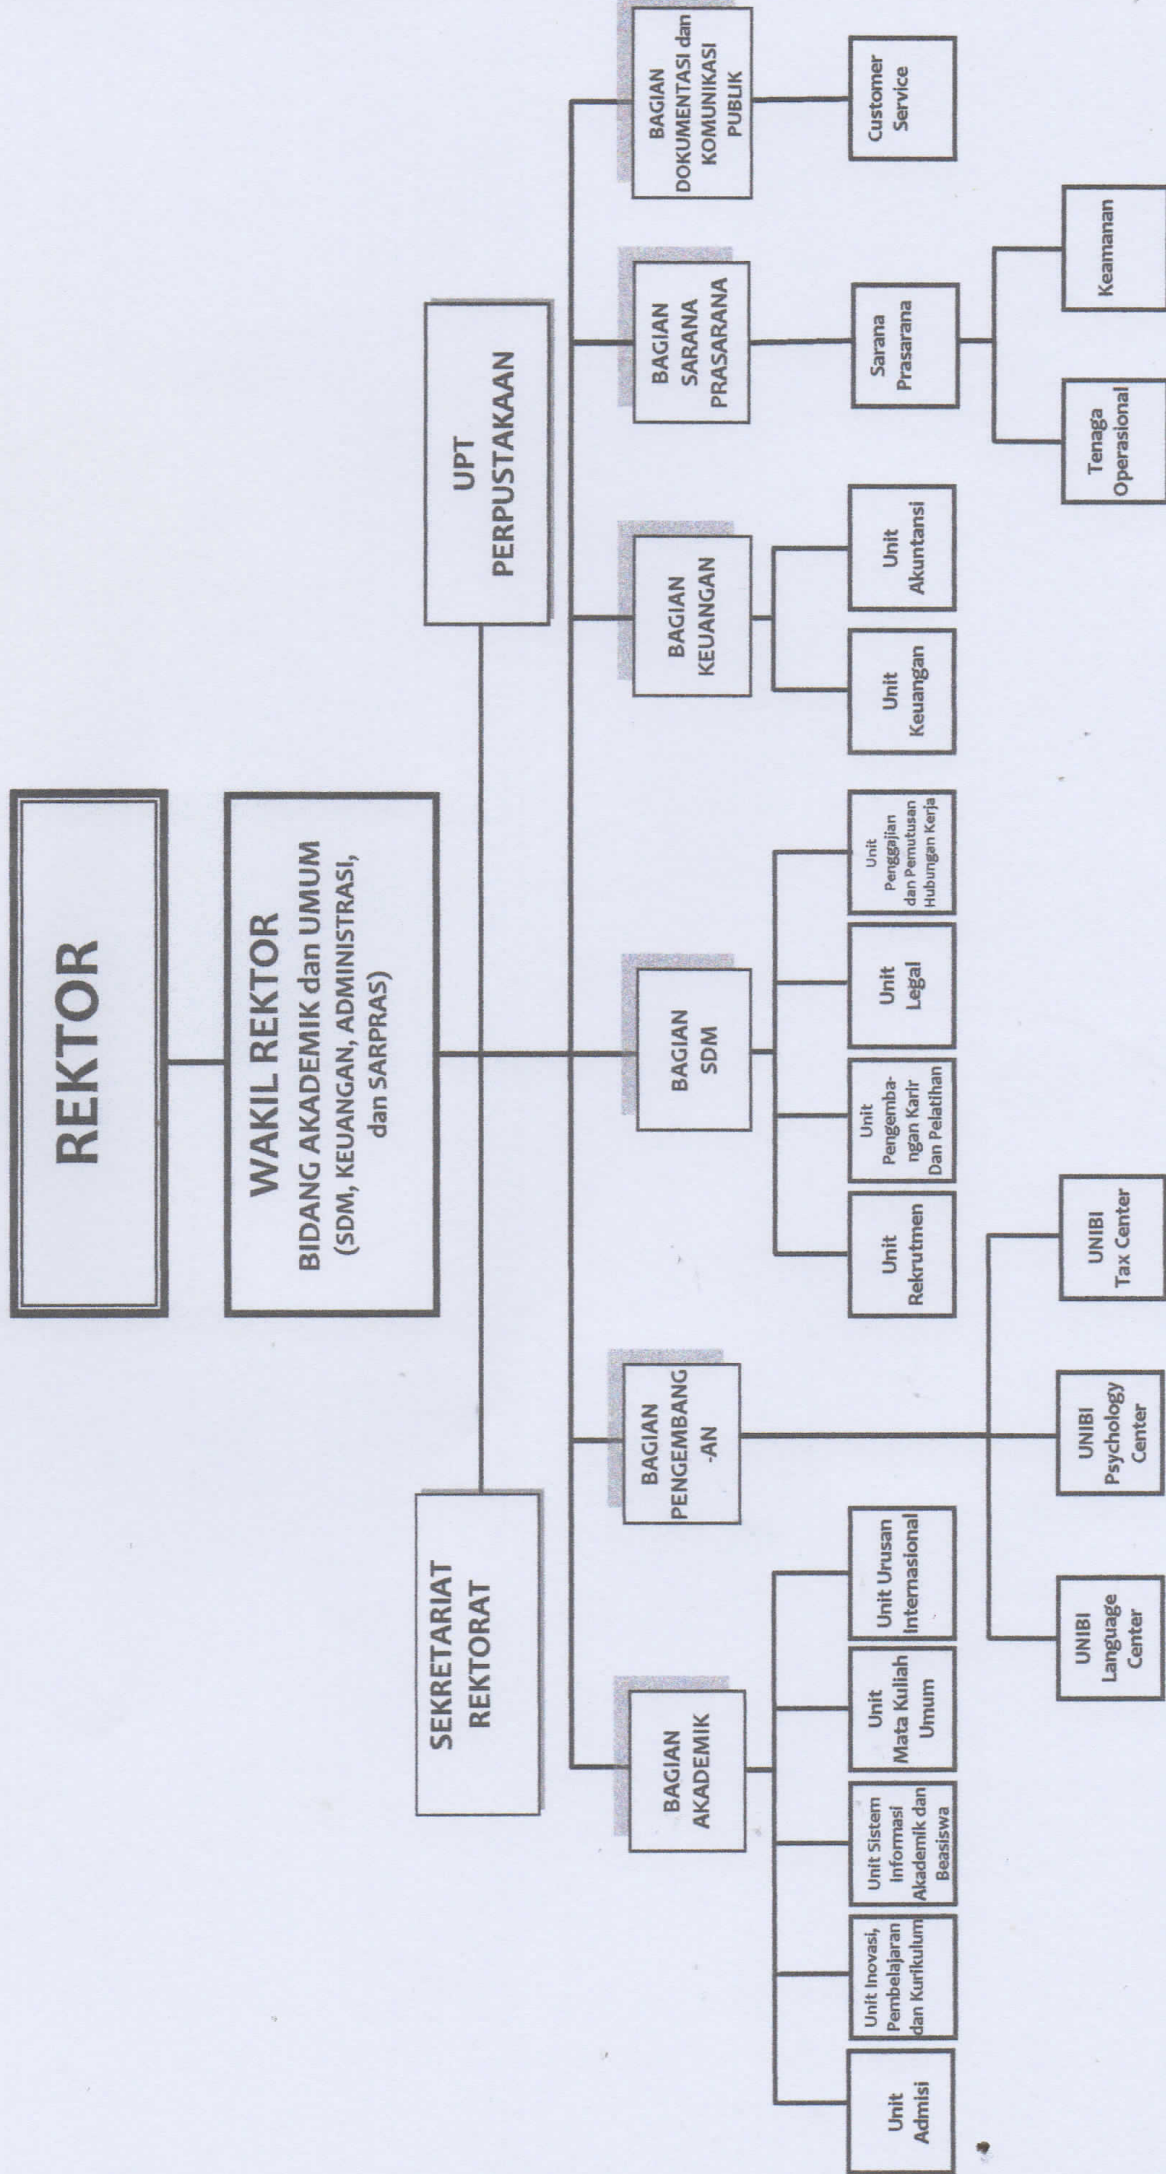 REKTOR
WAKIL REKTOR
BIDANG AKADEMIK dan UMUM
(SDM, KEUANGAN, ADMINISTRASI,
dan SARPRAS)
SEKRETARIAT
REKTORAT
UPT
PERPUSTAKAAN
BAGIAN
AKADEMIK
BAGIAN
PENGEMBANG
-AN
BAGIAN
SDM
BAGIAN
KEUANGAN
BAGIAN
SARANA
PRASARANA
BAGIAN
DOKUMENTASI dan
KOMUNIKASI
PUBLIK
Unit
Admisi
Unit Inovasi,
Pembelajaran
dan Kurikulum
Unit Sistem
Informasi
Akademik dan
Beasiswa
Unit
Mata Kuliah
Umum
Unit Urusan
Internasional
Unit
Rekrutmen
Unit
Pengemba-
ngan Karir
Dan Pelatihan
Unit
Legal
Unit
Penggajian
dan Pemutusan
Hubungan Kerja
Unit
Keuangan
Unit
Akuntansi
Sarana
Prasarana
Customer
Service
UNIBI
Language
Center
UNIBI
Psychology
Center
UNIBI
Tax Center
Tenaga
Operasional
Keamanan